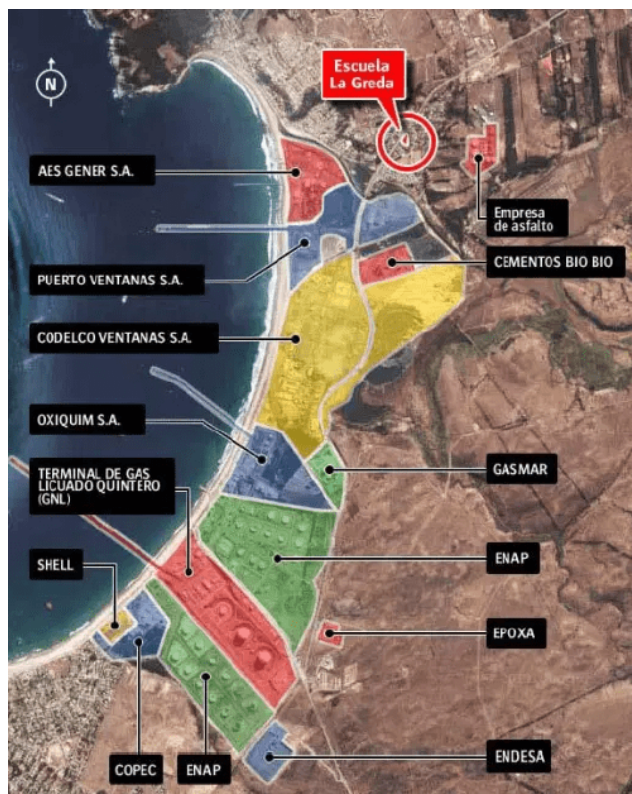 Escuela
La Greda
N
AES GENER S.A.
Empresa
de asfalto
CEMENTOS BIO BIO
PUERTO VENTANAS S.A.
CODELCO VENTANAS S.A.
OXIQUIM S.A.
GASMAR
TERMINAL DE GAS
LICUADO QUINTERO
(GNL)
ENAP
SHELL
EPOXA
COPEC
ENAP
ENDESA